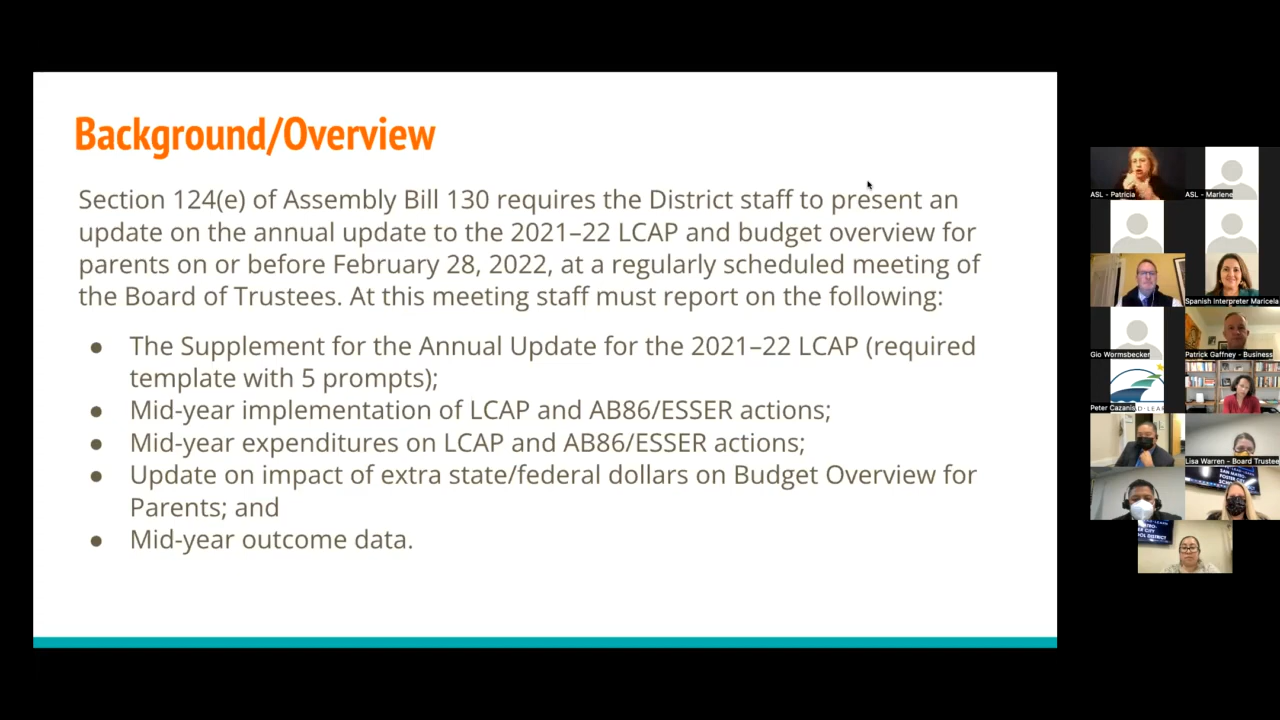 Background/Overview
Section 124(e) of Assembly Bill 130 requires the District staff to present an
update on the annual update to the 2021–22 LCAP and budget overview for
parents on or before February 28, 2022, at a regularly scheduled meeting of
the Board of Trustees. At this meeting staff must report on the following:
● The Supplement for the Annual Update for the 2021–22 LCAP (required
template with 5 prompts);
● Mid-year implementation of LCAP and AB86/ESSER actions;
● Mid-year expenditures on LCAP and AB86/ESSER actions;
● Update on impact of extra state/federal dollars on Budget Overview for
Parents; and
● Mid-year outcome data.
ASL - Patricia
ASL - Marlene
Spanish Interpreter Maricela
Gio Wormsbecker
Patrick Gaffney - Business
Peter Cazanis
Lisa Warren - Board Trustee
SAN MATEO-
FOSTER CITY